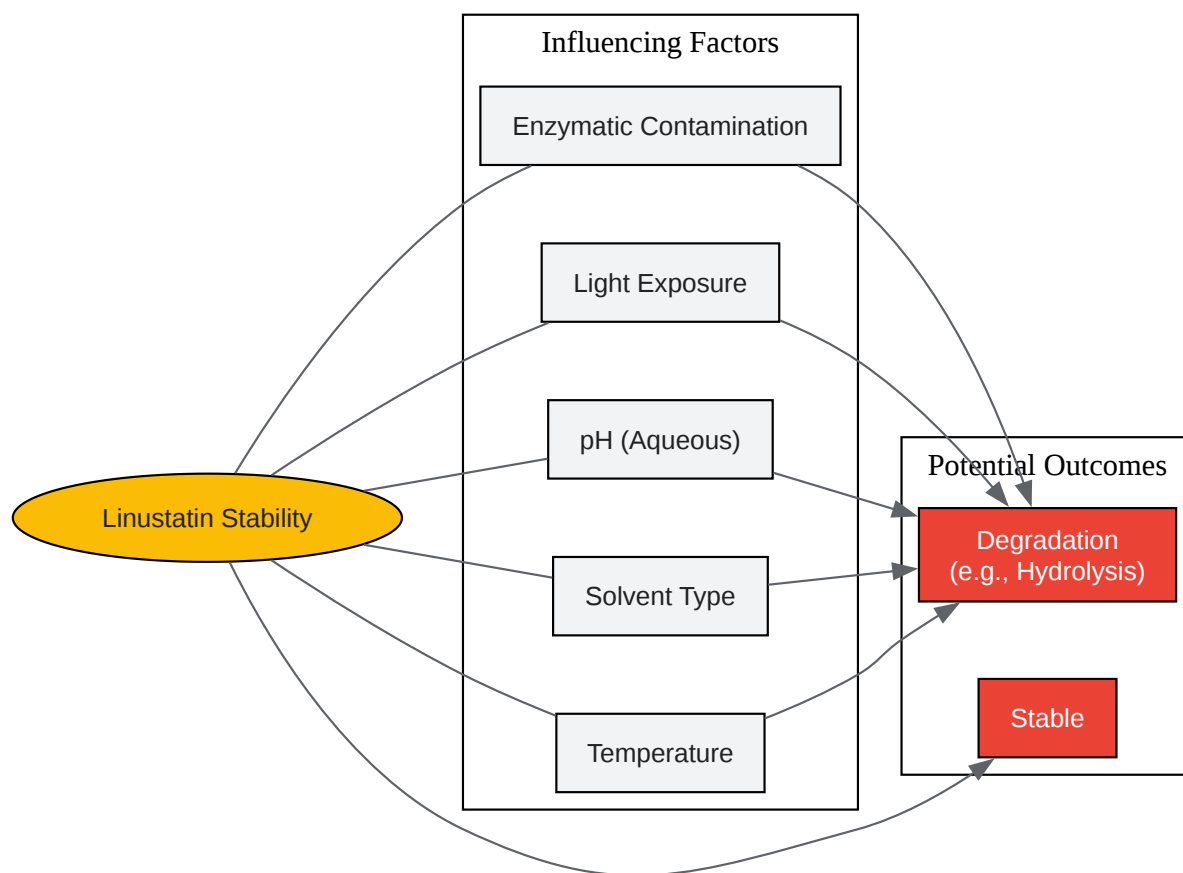 Influencing Factors
Enzymatic Contamination
Light Exposure
pH (Aqueous)
Solvent Type
Temperature
Linustatin Stability
Potential Outcomes
Degradation
(e.g., Hydrolysis)
Stable